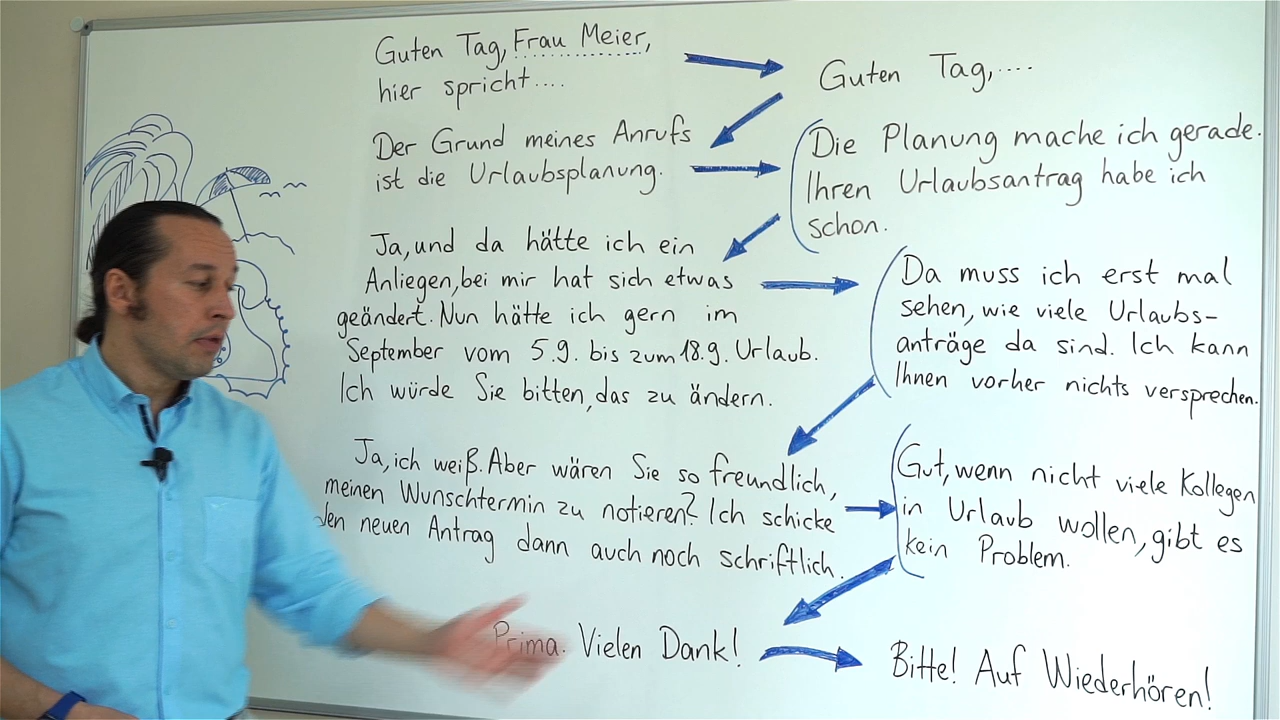 Guten Tag, Frau Meier,
hier spricht....
Guten Tag,....
Der Grund meines Anrufs
ist die Urlaubsplanung.
Die Planung mache ich gerade.
Ihren Urlaubsantrag habe ich
schon.
Ja, und da hätte ich ein
Anliegen, bei mir hat sich etwas
geändert. Nun hätte ich gern im
September vom 5.9. bis zum 18.9. Urlaub.
Ich würde Sie bitten, das zu ändern.
Da muss ich erst mal
sehen, wie viele Urlaubs-
anträge da sind. Ich kann
Ihnen vorher nichts versprechen.
Ja, ich weiß. Aber wären Sie so freundlich,
meinen Wunschtermin zu notieren? Ich schicke
den neuen Antrag dann auch noch schriftlich.
Gut, wenn nicht viele Kollegen
in Urlaub wollen, gibt es
kein Problem.
Prima. Vielen Dank!
Bitte! Auf Wiederhören!